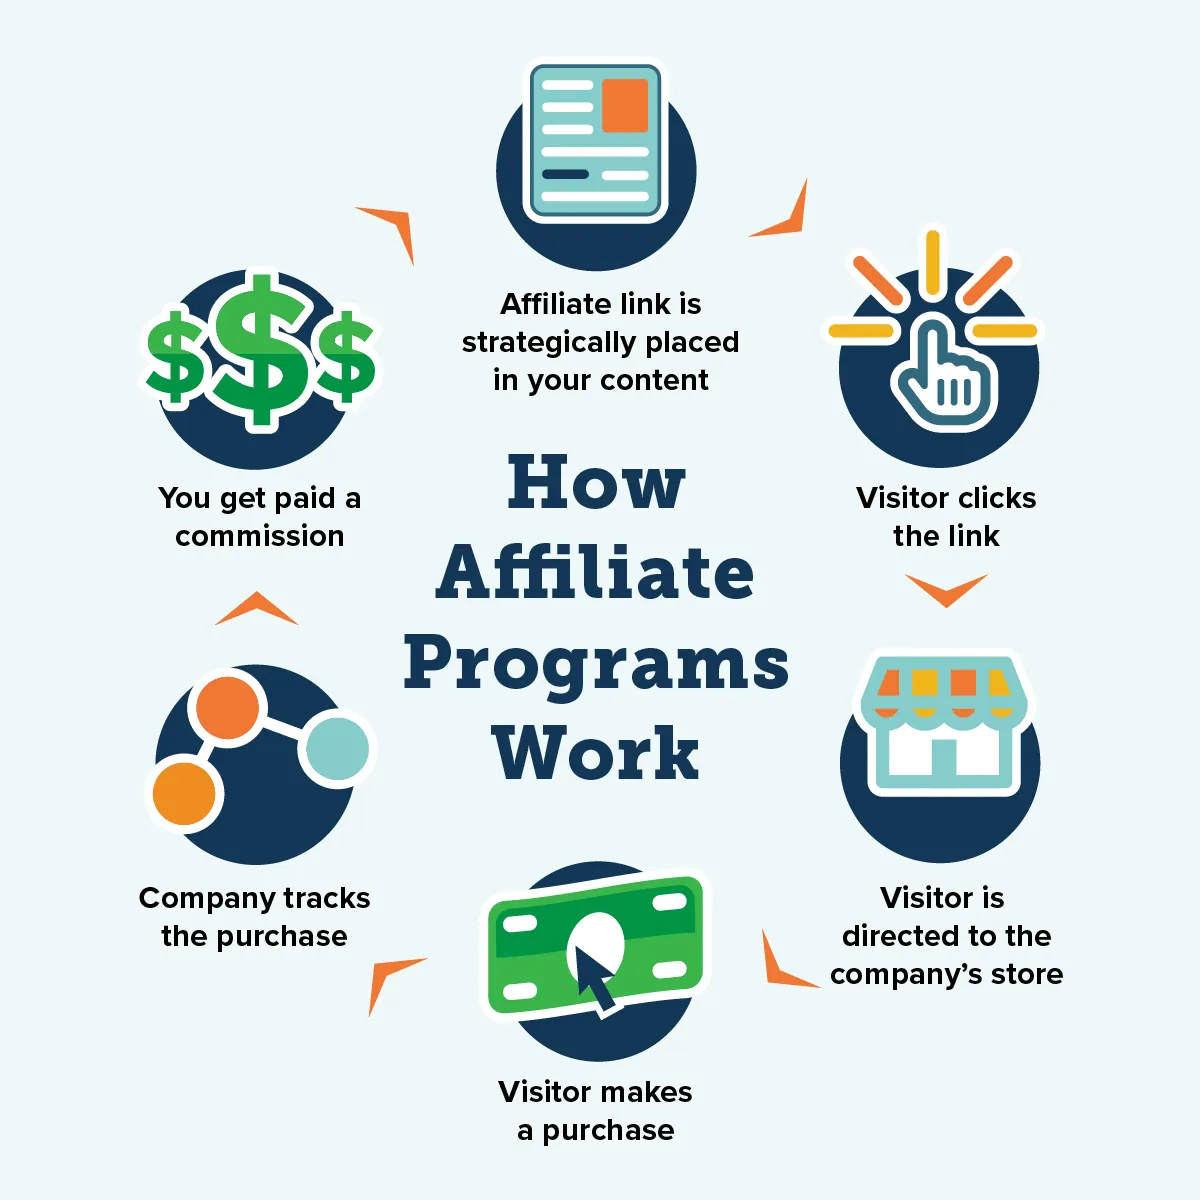 How
Affiliate
Programs
Work
Affiliate link is
strategically placed
in your content
Visitor clicks
the link
Visitor is
directed to the
company’s store
Visitor makes
a purchase
Company tracks
the purchase
You get paid a
commission